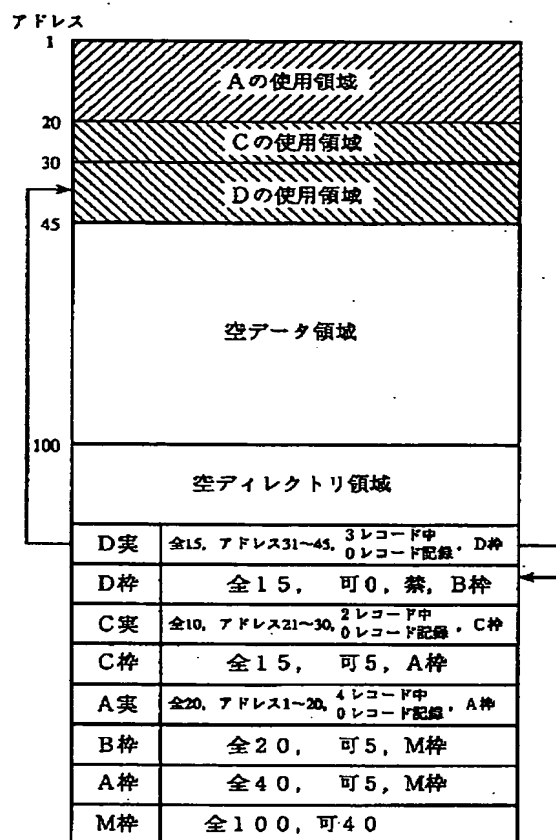 アドレス
1
Aの使用領域
20
Cの使用領域
30
Dの使用領域
45
空データ領域
100
空ディレクトリ領域
D実 全15, アドレス31~45, 3レコード中 0レコード記録, D枠
D枠 全15, 可0, 禁, B枠
C実 全10, アドレス21~30, 2レコード中 0レコード記録, C枠
C枠 全15, 可5, A枠
A実 全20, アドレス1~20, 4レコード中 0レコード記録, A枠
B枠 全20, 可5, M枠
A枠 全40, 可5, M枠
M枠 全100, 可40